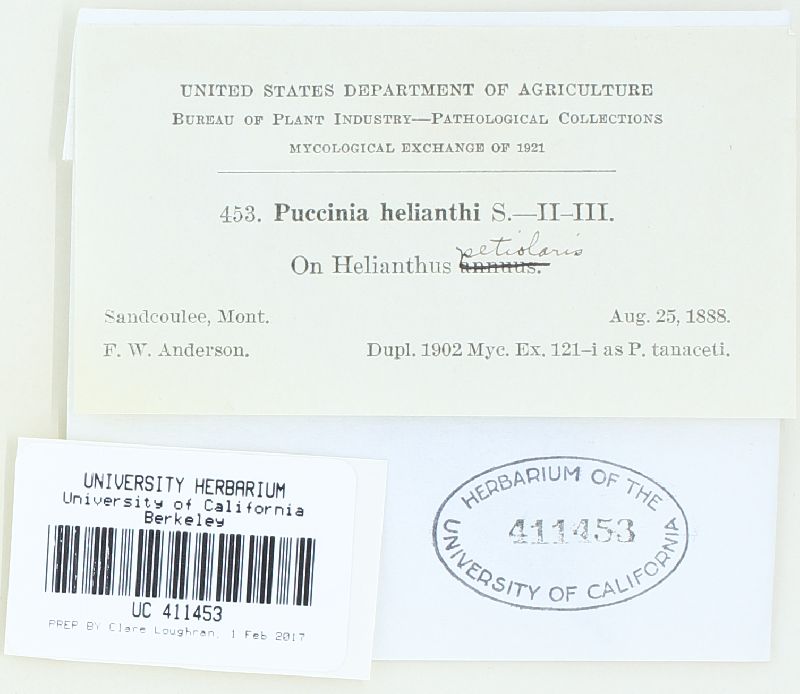 UNITED STATES DEPARTMENT OF AGRICULTURE
BUREAU OF PLANT INDUSTRY—PATHOLOGICAL COLLECTIONS
MYCOLOGICAL EXCHANGE OF 1921
453. Puccinia helianthi S.—II–III.
petiolaris
On Helianthus annuus.
Sandcoulee, Mont. Aug. 25, 1888.
F. W. Anderson. Dupl. 1902 Myc. Ex. 121–i as P. tanaceti.
UNIVERSITY HERBARIUM
University of California
Berkeley
UC 411453
PREP BY Clare Loughran, 1 Feb 2017
HERBARIUM OF THE
411453
UNIVERSITY OF CALIFORNIA